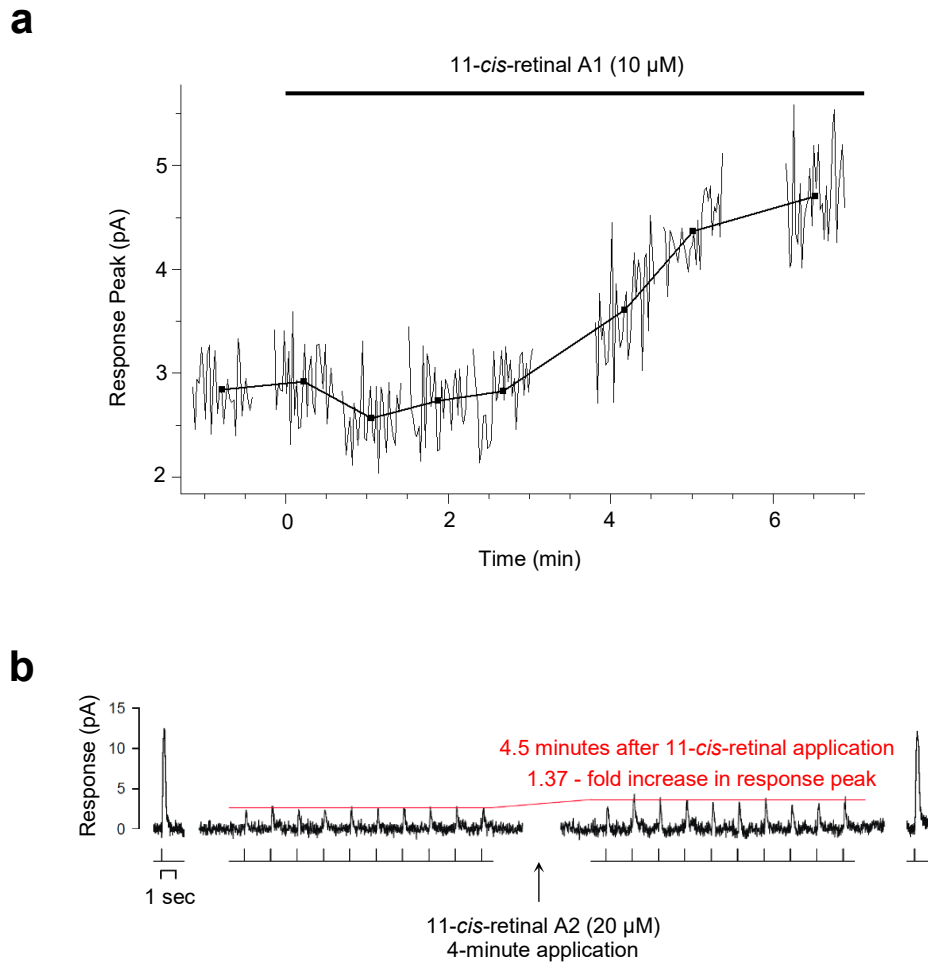 a
11-cis-retinal A1 (10 µM)
Response Peak (pA)
5
4
3
2
0
2
4
6
Time (min)
b
Response (pA)
15
10
5
0
4.5 minutes after 11-cis-retinal application
1.37 - fold increase in response peak
1 sec
11-cis-retinal A2 (20 µM)
4-minute application